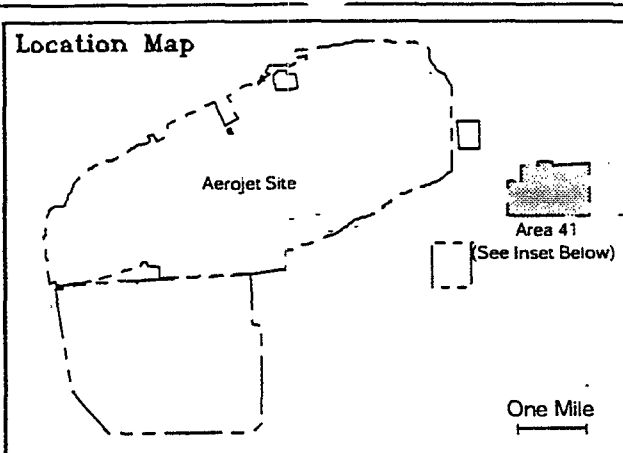 Location Map
Aerojet Site
Area 41
(See Inset Below)
One Mile